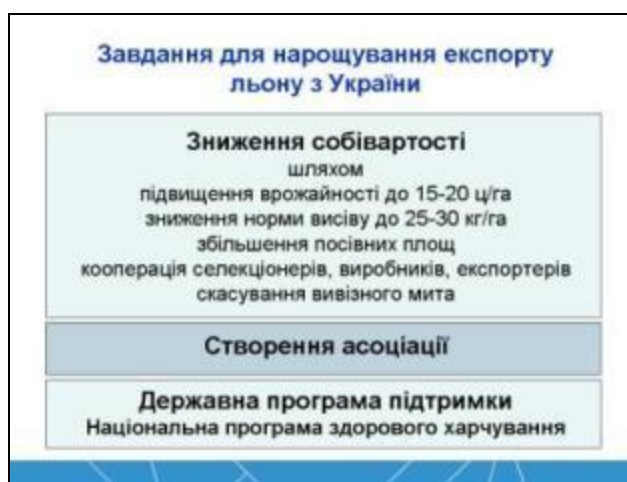 Завдання для нарощування експорту
льону з України
Зниження собівартості
шляхом
підвищення врожайності до 15-20 ц/га
зниження норми висіву до 25-30 кг/га
збільшення посівних площ
кооперація селекціонерів, виробників, експортерів
скасування вивізного мита
Створення асоціації
Державна програма підтримки
Національна програма здорового харчування